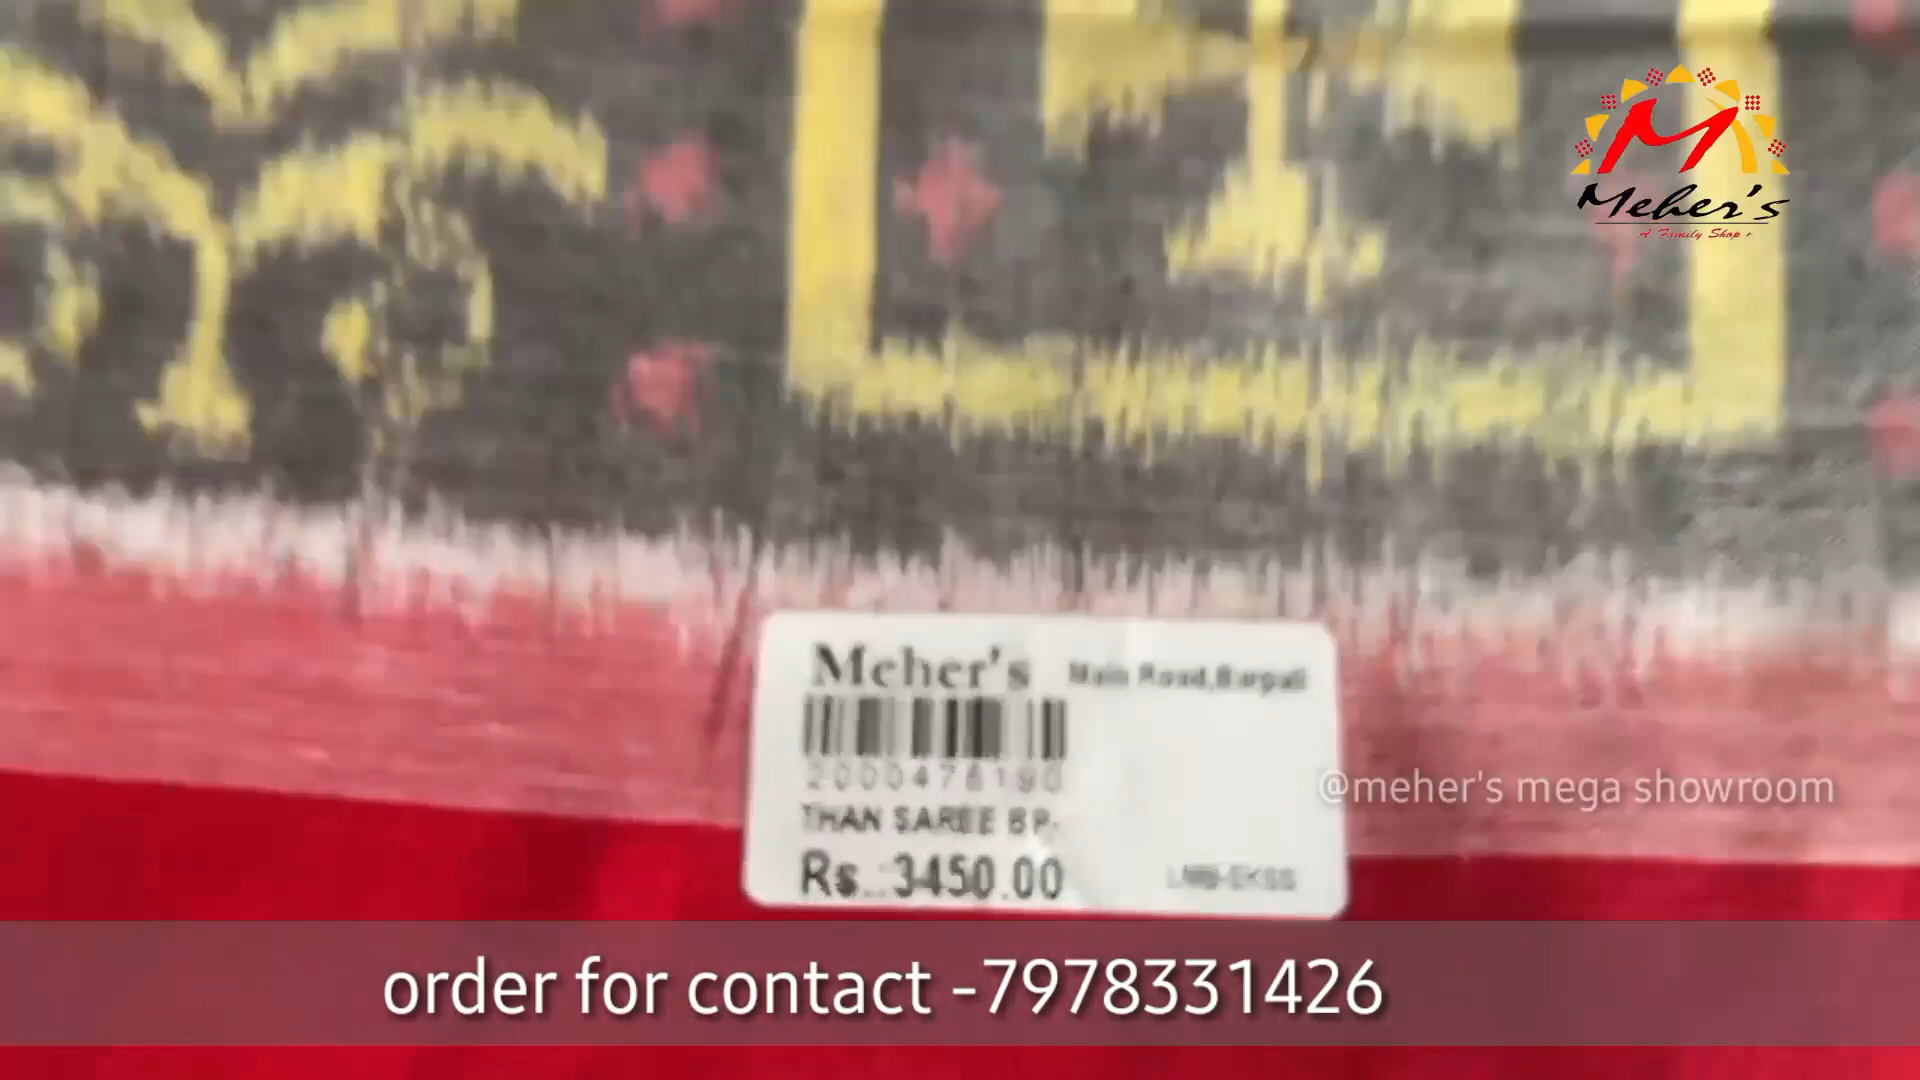 Meher's
A Family Shop
Meher's Main Road,Barpali
2000476190
THAN SAREE BP-
Rs..3450.00
@meher's mega showroom
order for contact -7978331426